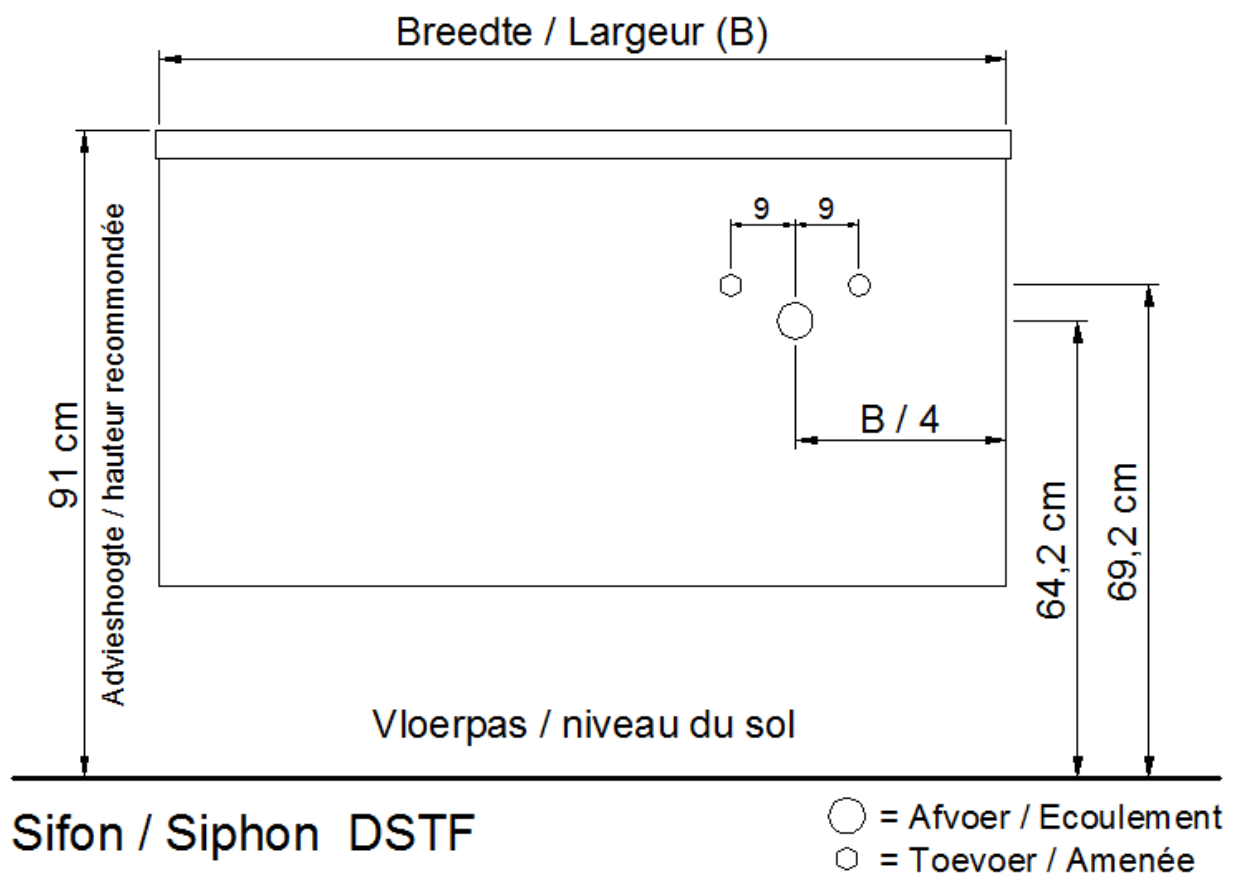 Breedte / Largeur (B)
9 9
B / 4
91 cm
Advieshoogte / hauteur recommondée
64,2 cm
69,2 cm
Vloerpas / niveau du sol
Sifon / Siphon DSTF
= Afvoer / Ecoulement
= Toevoer / Amenée